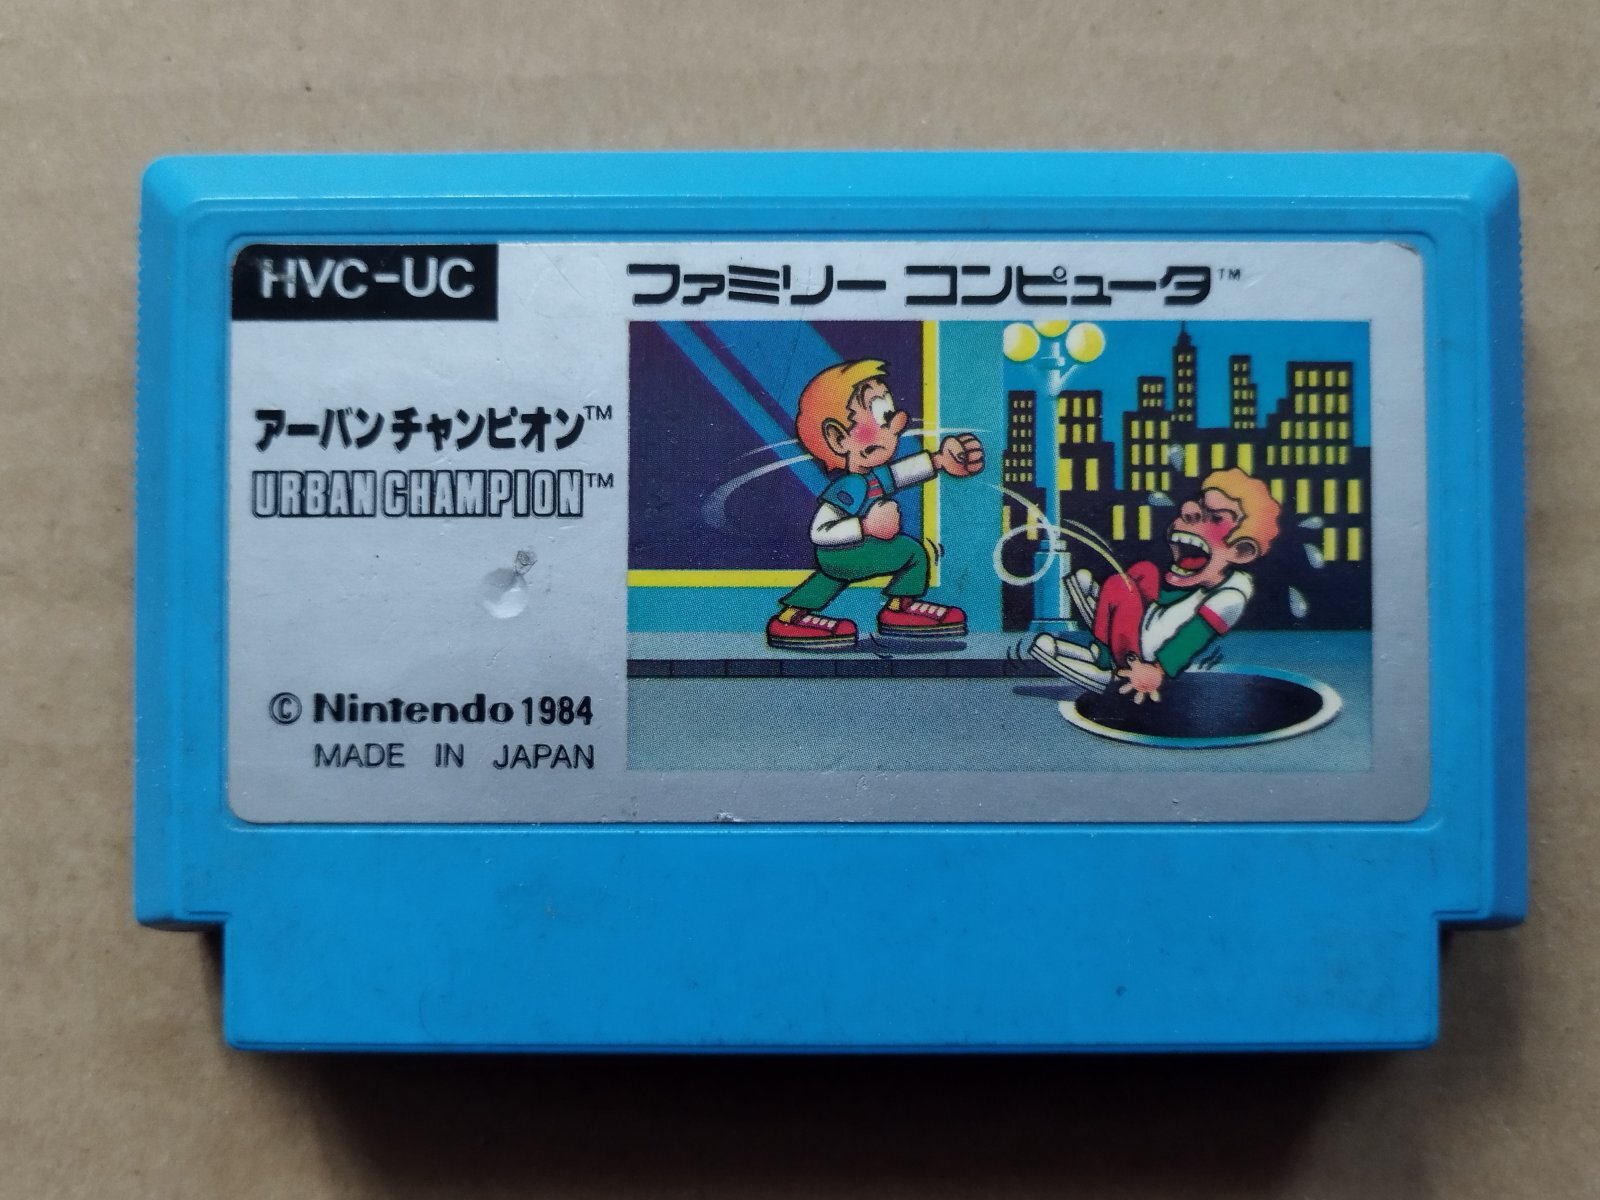 HVC-UC
ファミリー コンピュータ™
アーバンチャンピオン™
URBAN CHAMPION™
© Nintendo 1984
MADE IN JAPAN